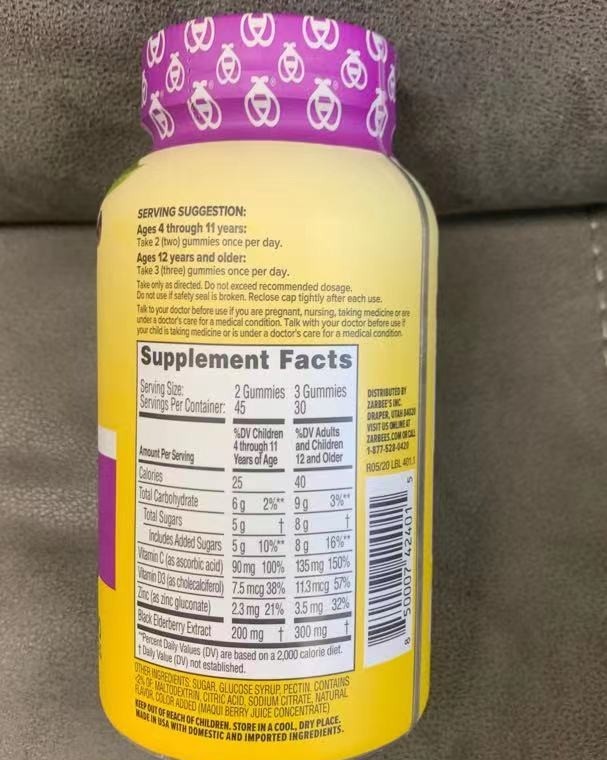 SERVING SUGGESTION:
Ages 4 through 11 years:
Take 2 (two) gummies once per day.
Ages 12 years and older:
Take 3 (three) gummies once per day.
Take only as directed. Do not exceed recommended dosage.
Do not use if safety seal is broken. Reclose cap tightly after each use.
Talk to your doctor before use if you are pregnant, nursing, taking medicine or are
under a doctor's care for a medical condition. Talk with your doctor before use if
your child is taking medicine or is under a doctor's care for a medical condition.
Supplement Facts
Serving Size: 2 Gummies 3 Gummies
Servings Per Container: 45 30
Amount Per Serving %DV Children 4 through 11 Years of Age %DV Adults and Children 12 and Older
Calories 25 40
Total Carbohydrate 6 g 2%** 9 g 3%**
Total Sugars 5 g † 8 g †
Includes Added Sugars 5 g 10%** 8 g 16%**
Vitamin C (as ascorbic acid) 90 mg 100% 135 mg 150%
Vitamin D3 (as cholecalciferol) 7.5 mcg 38% 11.3 mcg 57%
Zinc (as zinc gluconate) 2.3 mg 21% 3.5 mg 32%
Black Elderberry Extract 200 mg † 300 mg †
**Percent Daily Values (DV) are based on a 2,000 calorie diet.
† Daily Value (DV) not established.
OTHER INGREDIENTS: SUGAR, GLUCOSE SYRUP, PECTIN. CONTAINS
<2% OF: MALTODEXTRIN, CITRIC ACID, SODIUM CITRATE, NATURAL
FLAVOR, COLOR ADDED (MAQUI BERRY JUICE CONCENTRATE)
KEEP OUT OF REACH OF CHILDREN. STORE IN A COOL, DRY PLACE.
MADE IN USA WITH DOMESTIC AND IMPORTED INGREDIENTS.
DISTRIBUTED BY
ZARBEE'S INC.
DRAPER, UTAH 84020
VISIT US ONLINE AT
ZARBEES.COM OR CALL
1-877-528-0420
R05/20 LBL 401.1
8 50007 42401 5